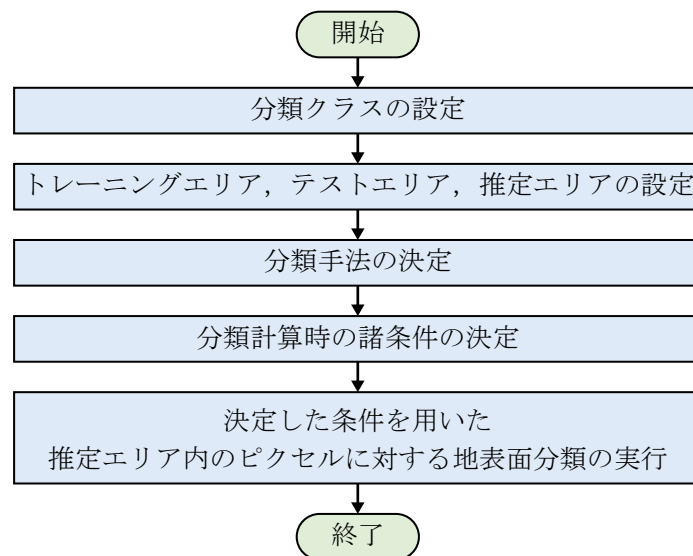 開始
分類クラスの設定
トレーニングエリア，テストエリア，推定エリアの設定
分類手法の決定
分類計算時の諸条件の決定
決定した条件を用いた
推定エリア内のピクセルに対する地表面分類の実行
終了